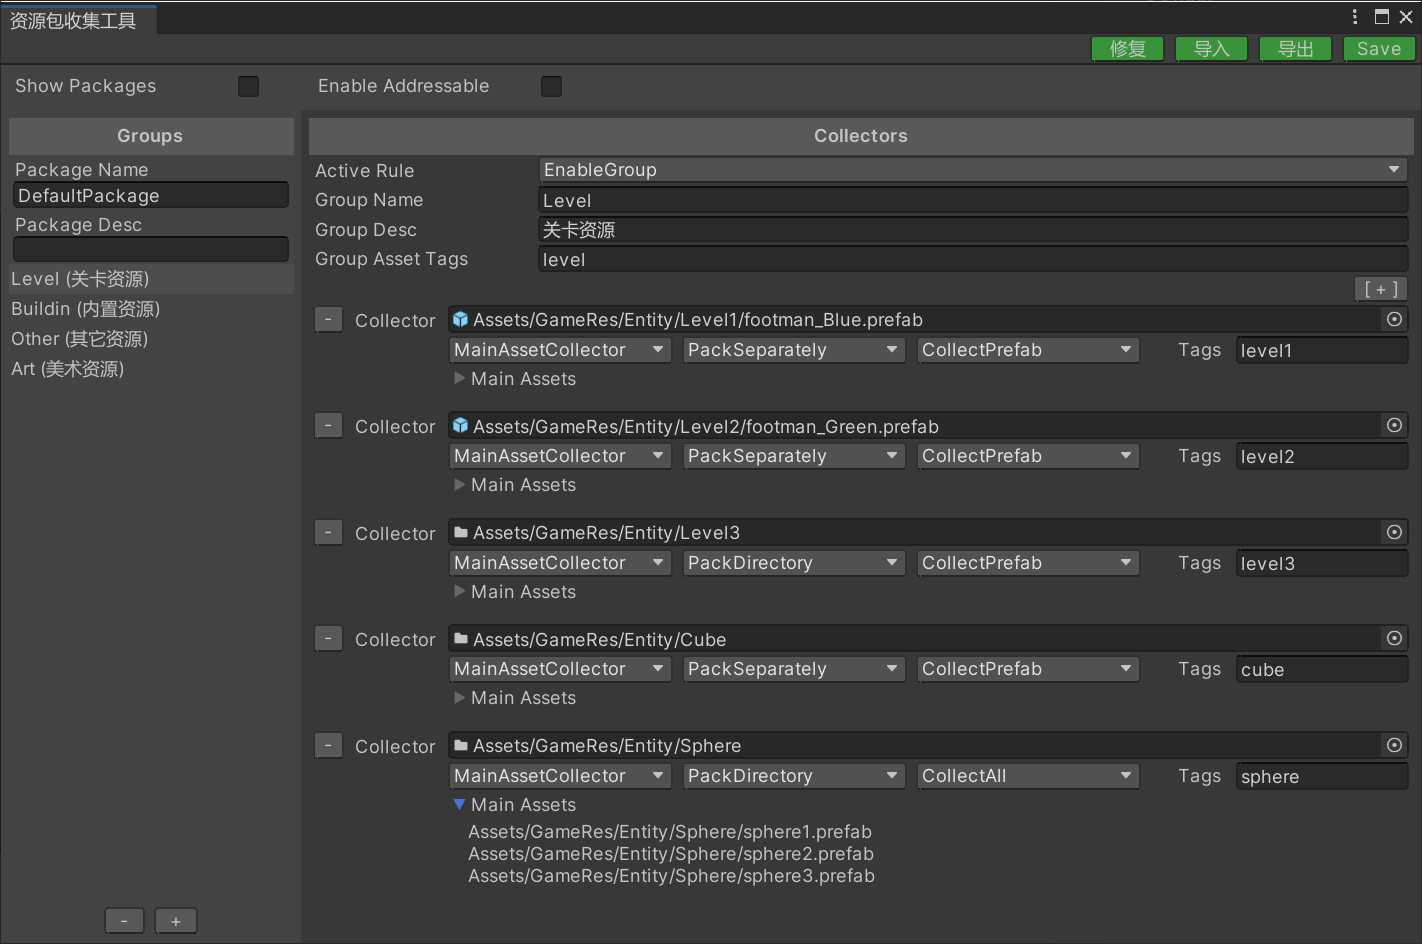 资源包收集工具
修复 导入 导出 Save
Show Packages Enable Addressable
Groups
Package Name
DefaultPackage
Package Desc
Level (关卡资源)
Buildin (内置资源)
Other (其它资源)
Art (美术资源)
- +
Collectors
Active Rule EnableGroup
Group Name Level
Group Desc 关卡资源
Group Asset Tags level
[ + ]
- Collector Assets/GameRes/Entity/Level1/footman_Blue.prefab
MainAssetCollector PackSeparately CollectPrefab Tags level1
Main Assets
- Collector Assets/GameRes/Entity/Level2/footman_Green.prefab
MainAssetCollector PackSeparately CollectPrefab Tags level2
Main Assets
- Collector Assets/GameRes/Entity/Level3
MainAssetCollector PackDirectory CollectPrefab Tags level3
Main Assets
- Collector Assets/GameRes/Entity/Cube
MainAssetCollector PackSeparately CollectPrefab Tags cube
Main Assets
- Collector Assets/GameRes/Entity/Sphere
MainAssetCollector PackDirectory CollectAll Tags sphere
Main Assets
Assets/GameRes/Entity/Sphere/sphere1.prefab
Assets/GameRes/Entity/Sphere/sphere2.prefab
Assets/GameRes/Entity/Sphere/sphere3.prefab